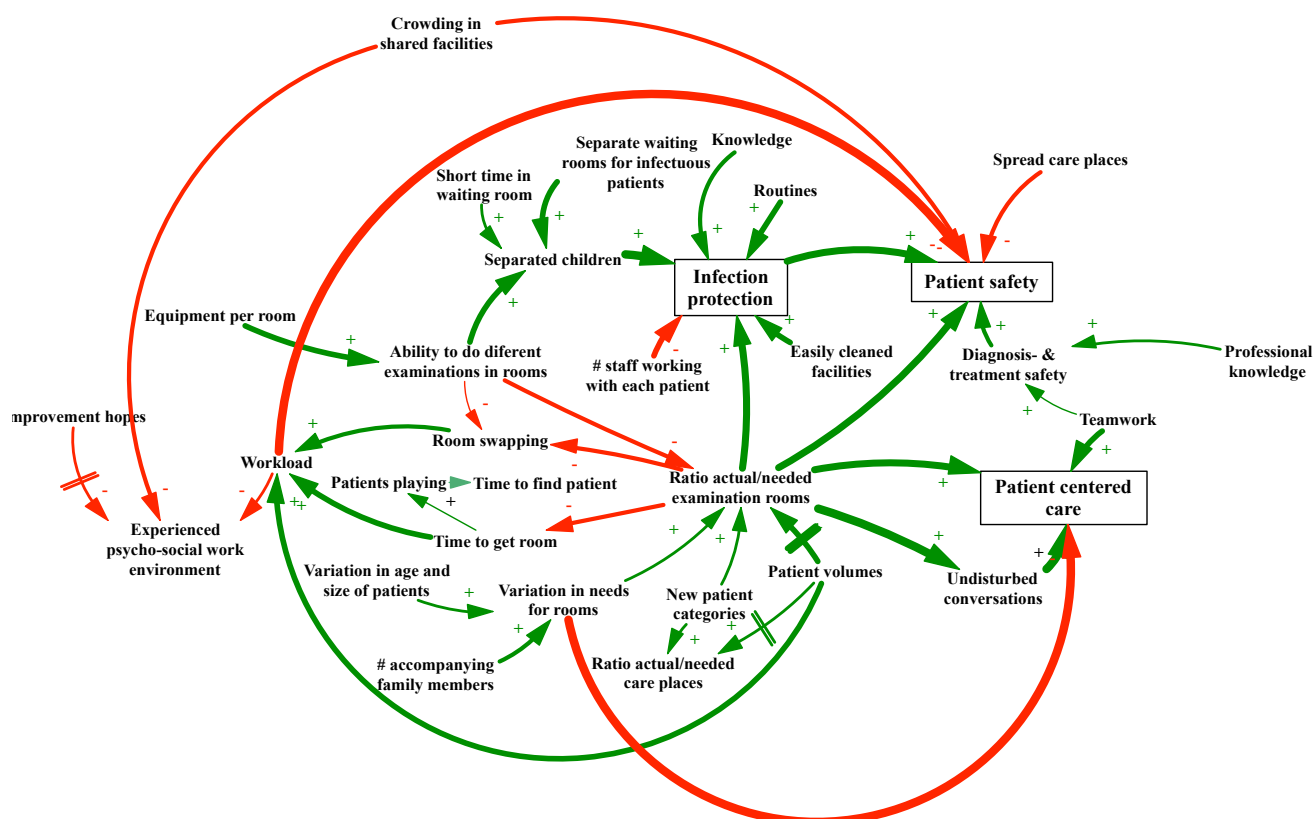 Crowding in
shared facilities
Separate waiting
rooms for infectuous
patients
Knowledge
Spread care places
Short time in
waiting room
Routines
Separated children
Infection
protection
Patient safety
Equipment per room
Ability to do diferent
examinations in rooms
# staff working
with each patient
Easily cleaned
facilities
Diagnosis- &
treatment safety
Professional
knowledge
mprovement hopes
Teamwork
Room swapping
Workload
Patients playing
Time to find patient
Ratio actual/needed
examination rooms
Patient centered
care
Experienced
psycho-social work
environment
Time to get room
Variation in age and
size of patients
Variation in needs
for rooms
New patient
categories
Patient volumes
Undisturbed
conversations
# accompanying
family members
Ratio actual/needed
care places